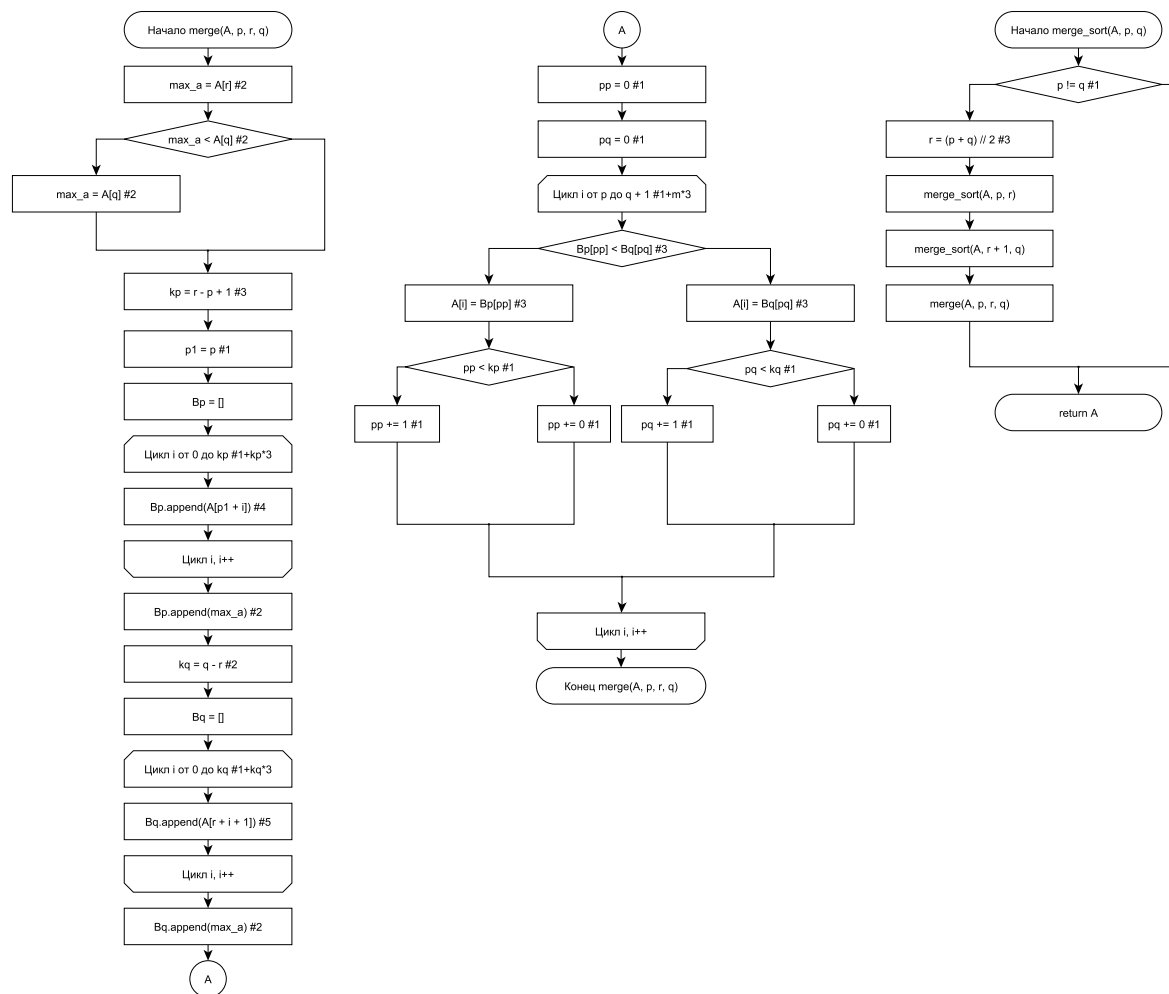 Начало merge(A, p, r, q)
max_a = A[r] #2
max_a < A[q] #2
max_a = A[q] #2
kp = r - p + 1 #3
p1 = p #1
Bp = []
Цикл i от 0 до kp #1+kp*3
Bp.append(A[p1 + i]) #4
Цикл i, i++
Bp.append(max_a) #2
kq = q - r #2
Bq = []
Цикл i от 0 до kq #1+kq*3
Bq.append(A[r + i + 1]) #5
Цикл i, i++
Bq.append(max_a) #2
A
A
pp = 0 #1
pq = 0 #1
Цикл i от p до q + 1 #1+m*3
Bp[pp] < Bq[pq] #3
A[i] = Bp[pp] #3
A[i] = Bq[pq] #3
pp < kp #1
pq < kq #1
pp += 1 #1
pp += 0 #1
pq += 1 #1
pq += 0 #1
Цикл i, i++
Конец merge(A, p, r, q)
Начало merge_sort(A, p, q)
p != q #1
r = (p + q) // 2 #3
merge_sort(A, p, r)
merge_sort(A, r + 1, q)
merge(A, p, r, q)
return A